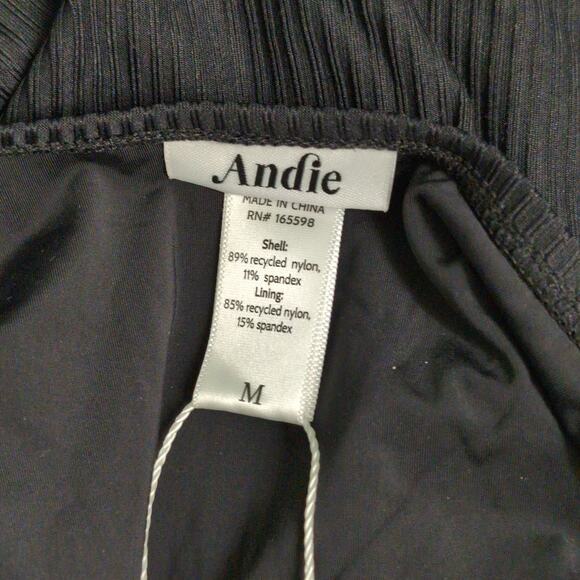 Andie
MADE IN CHINA
RN# 165598
Shell:
89% recycled nylon,
11% spandex
Lining:
85% recycled nylon,
15% spandex
M